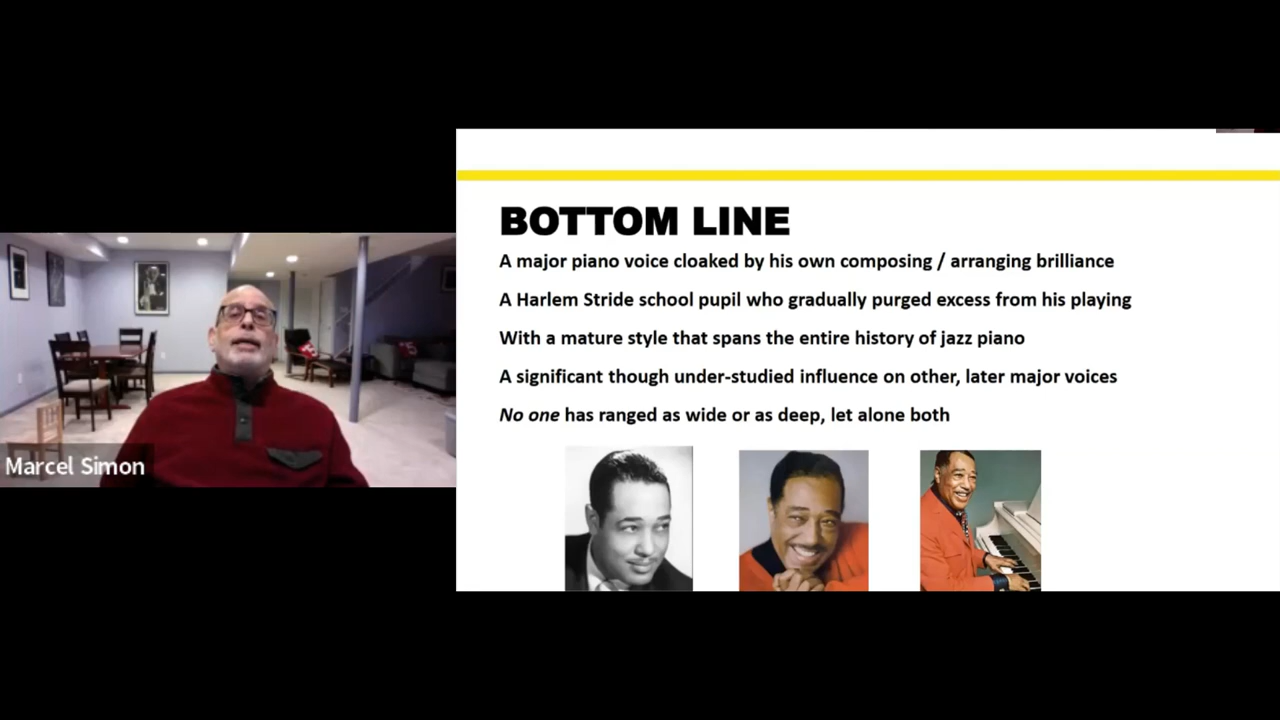 BOTTOM LINE
A major piano voice cloaked by his own composing / arranging brilliance
A Harlem Stride school pupil who gradually purged excess from his playing
With a mature style that spans the entire history of jazz piano
A significant though under-studied influence on other, later major voices
No one has ranged as wide or as deep, let alone both
Marcel Simon